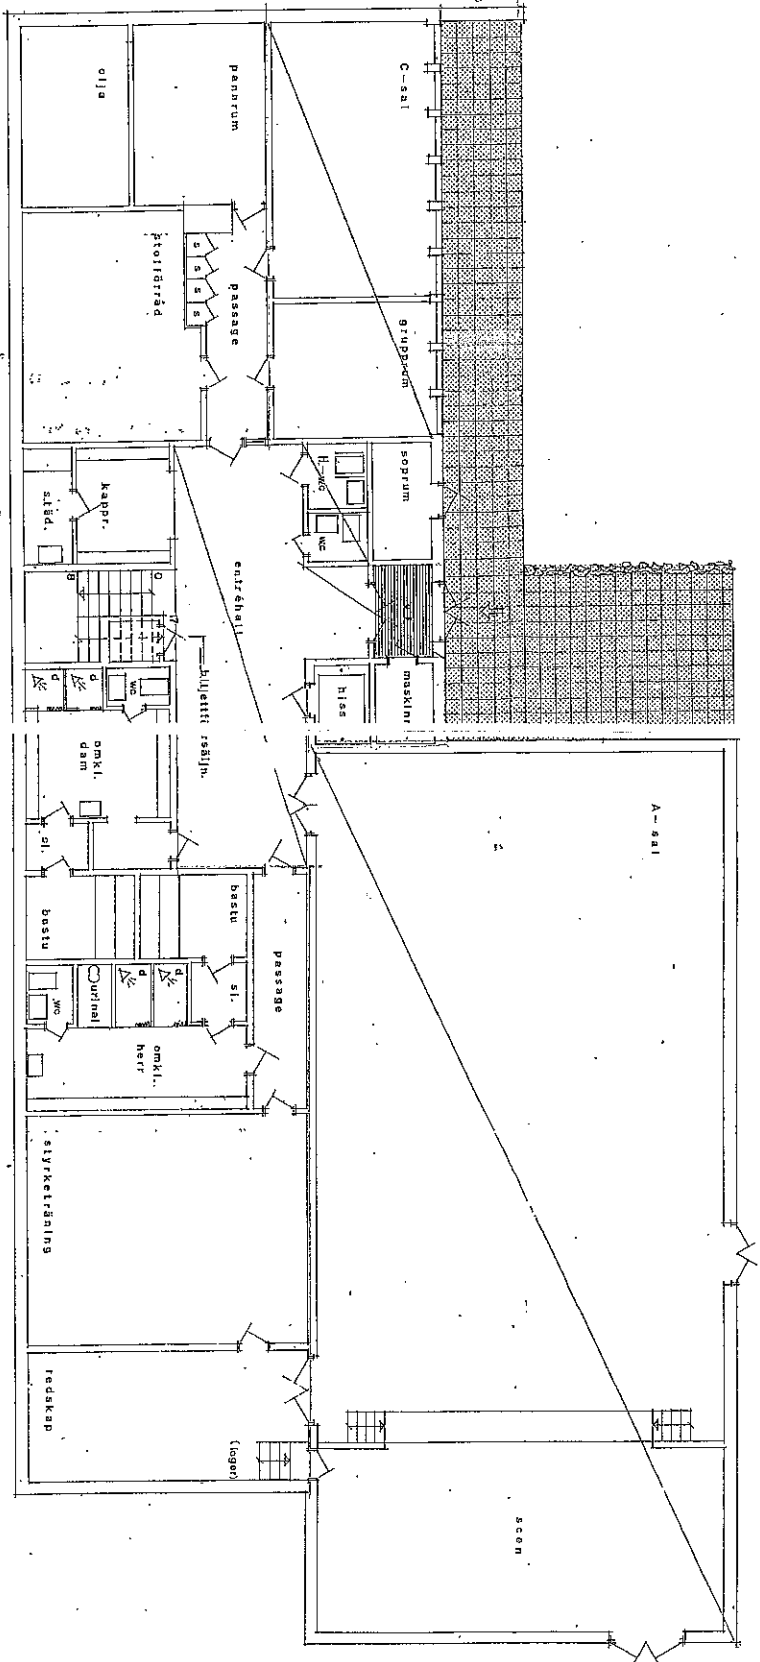 olja
pannrum
C-sal
stolförråd
s
s
s
s
passage
grupprum
städ.
kappr.
H-wc
wc
soprum
entréhall
hiss
maskinr
d
d
wc
omkl.
dam
sl.
A-sal
bastu
bastu
passage
wc
urinal
d
d
sl.
omkl.
herr
styrketräning
redskap
(loger)
scen